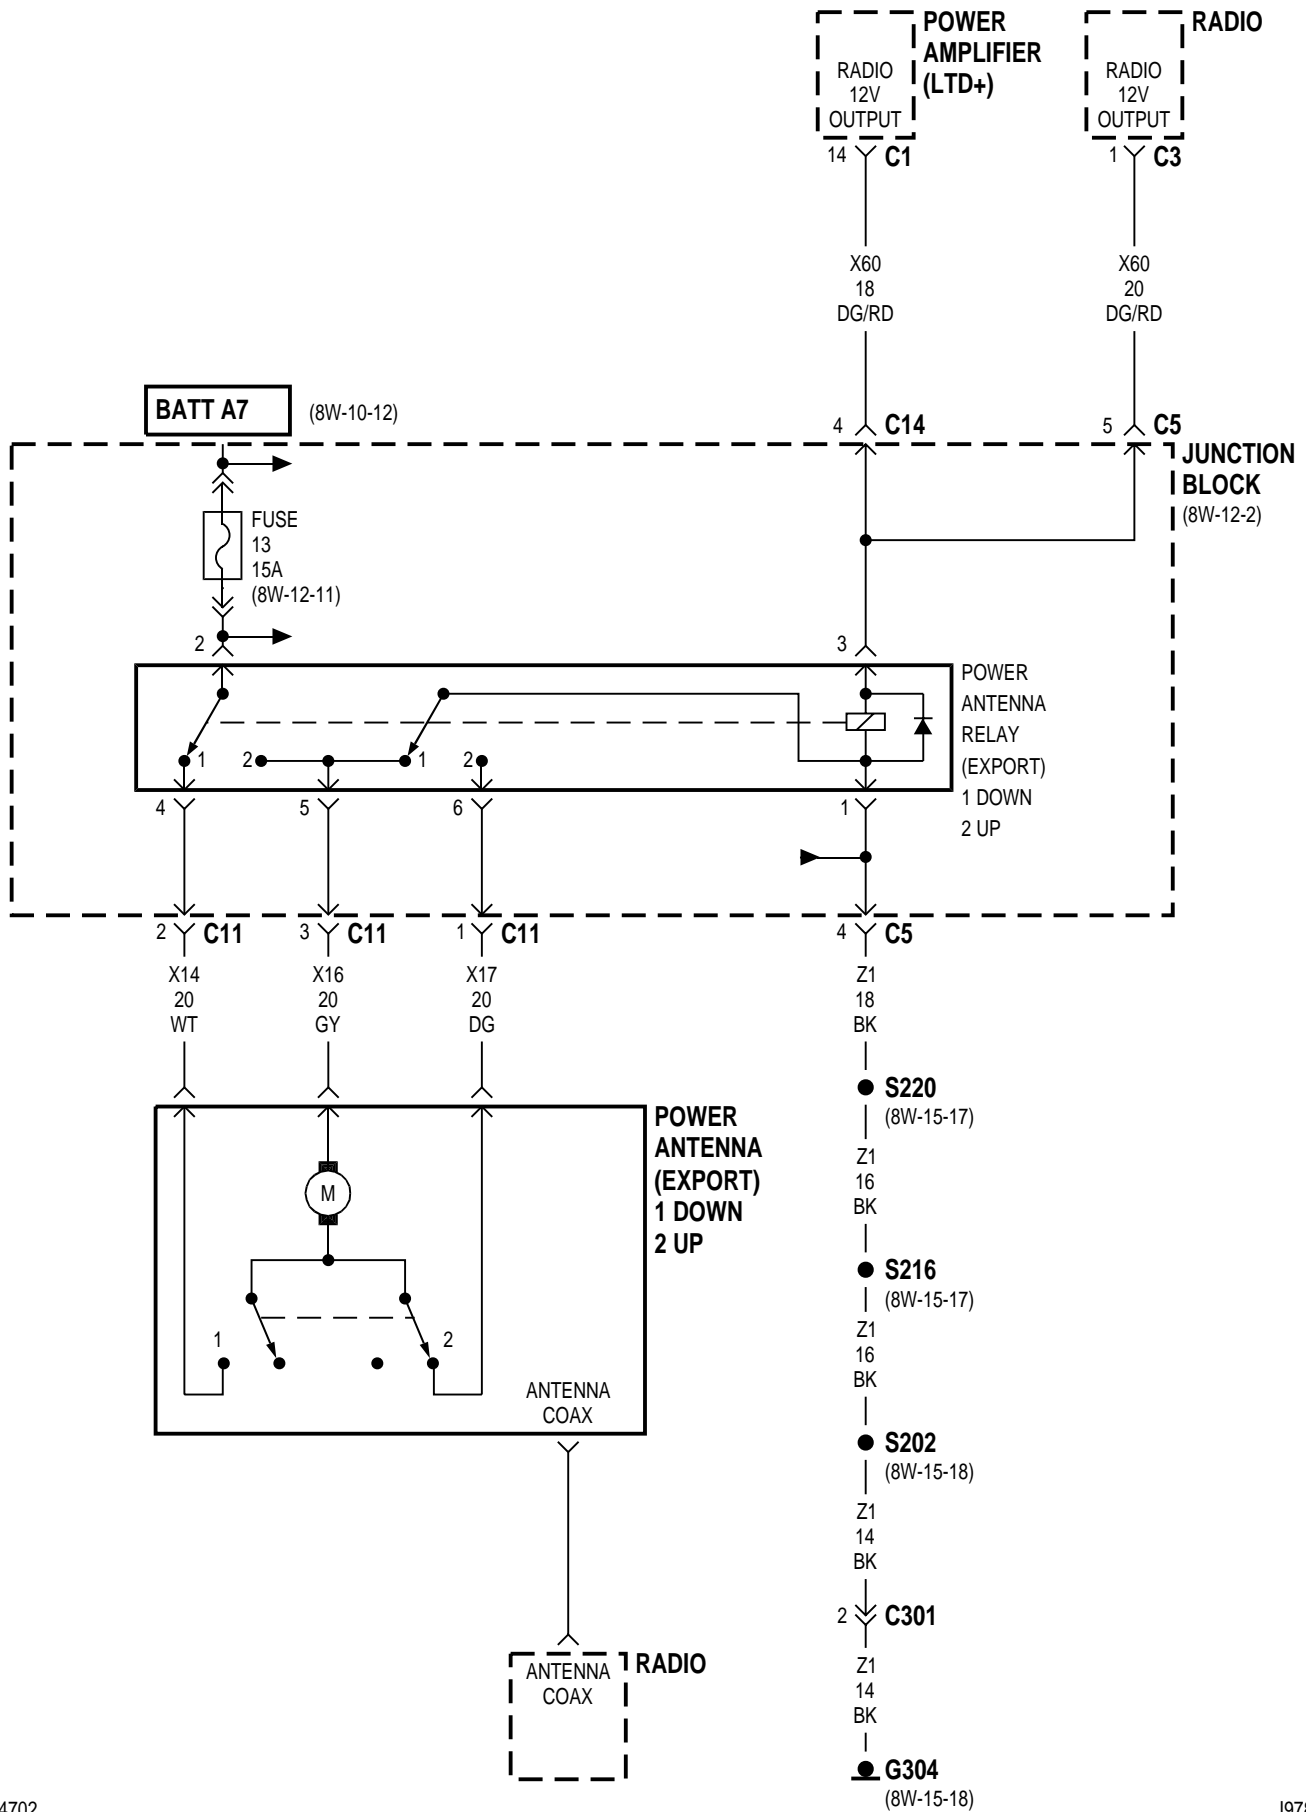 POWER
AMPLIFIER
(LTD+)
RADIO
12V
OUTPUT
14
C1
RADIO
RADIO
12V
OUTPUT
1
C3
X60
18
DG/RD
X60
20
DG/RD
BATT A7
(8W-10-12)
4
C14
5
C5
JUNCTION
BLOCK
(8W-12-2)
FUSE
13
15A
(8W-12-11)
2
3
POWER
ANTENNA
RELAY
(EXPORT)
1 DOWN
2 UP
1
2
1
2
4
5
6
1
2
C11
3
C11
1
C11
4
C5
X14
20
WT
X16
20
GY
X17
20
DG
Z1
18
BK
S220
(8W-15-17)
POWER
ANTENNA
(EXPORT)
1 DOWN
2 UP
M
1
2
ANTENNA
COAX
Z1
16
BK
S216
(8W-15-17)
Z1
16
BK
S202
(8W-15-18)
Z1
14
BK
2
C301
RADIO
ANTENNA
COAX
Z1
14
BK
G304
(8W-15-18)